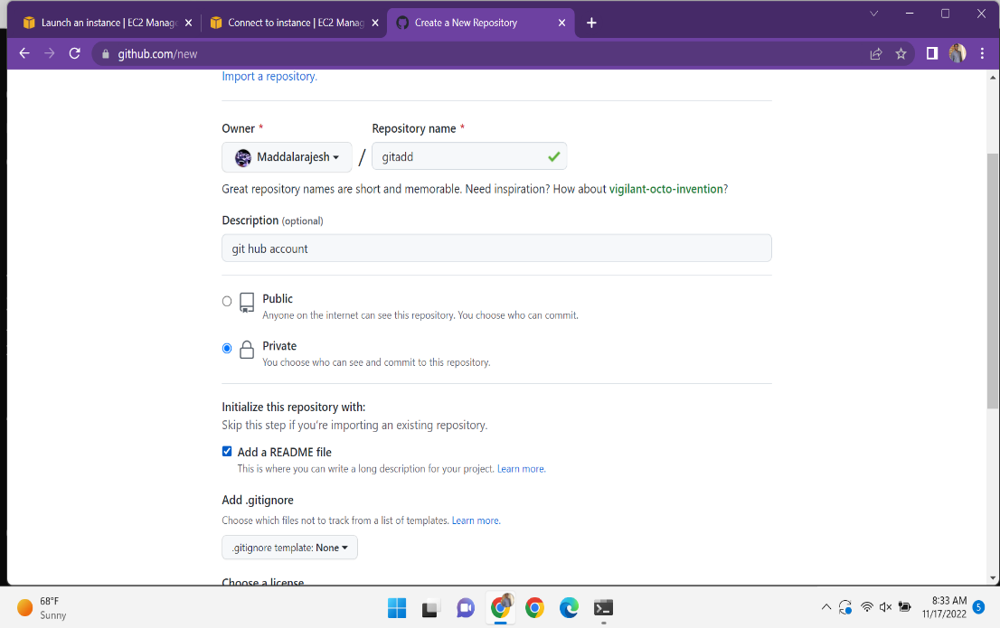 Launch an instance | EC2 Manag
Connect to instance | EC2 Manag
Create a New Repository
github.com/new
Import a repository.
Owner *
Repository name *
Maddalarajesh
/
gitadd
Great repository names are short and memorable. Need inspiration? How about vigilant-octo-invention?
Description (optional)
git hub account
Public
Anyone on the internet can see this repository. You choose who can commit.
Private
You choose who can see and commit to this repository.
Initialize this repository with:
Skip this step if you're importing an existing repository.
Add a README file
This is where you can write a long description for your project. Learn more.
Add .gitignore
Choose which files not to track from a list of templates. Learn more.
.gitignore template: None
Choose a license
68°F
Sunny
8:33 AM
11/17/2022
5